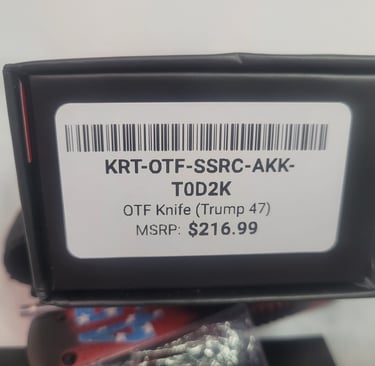 KRT-OTF-SSRC-AKK-
T0D2K
OTF Knife (Trump 47)
MSRP: $216.99